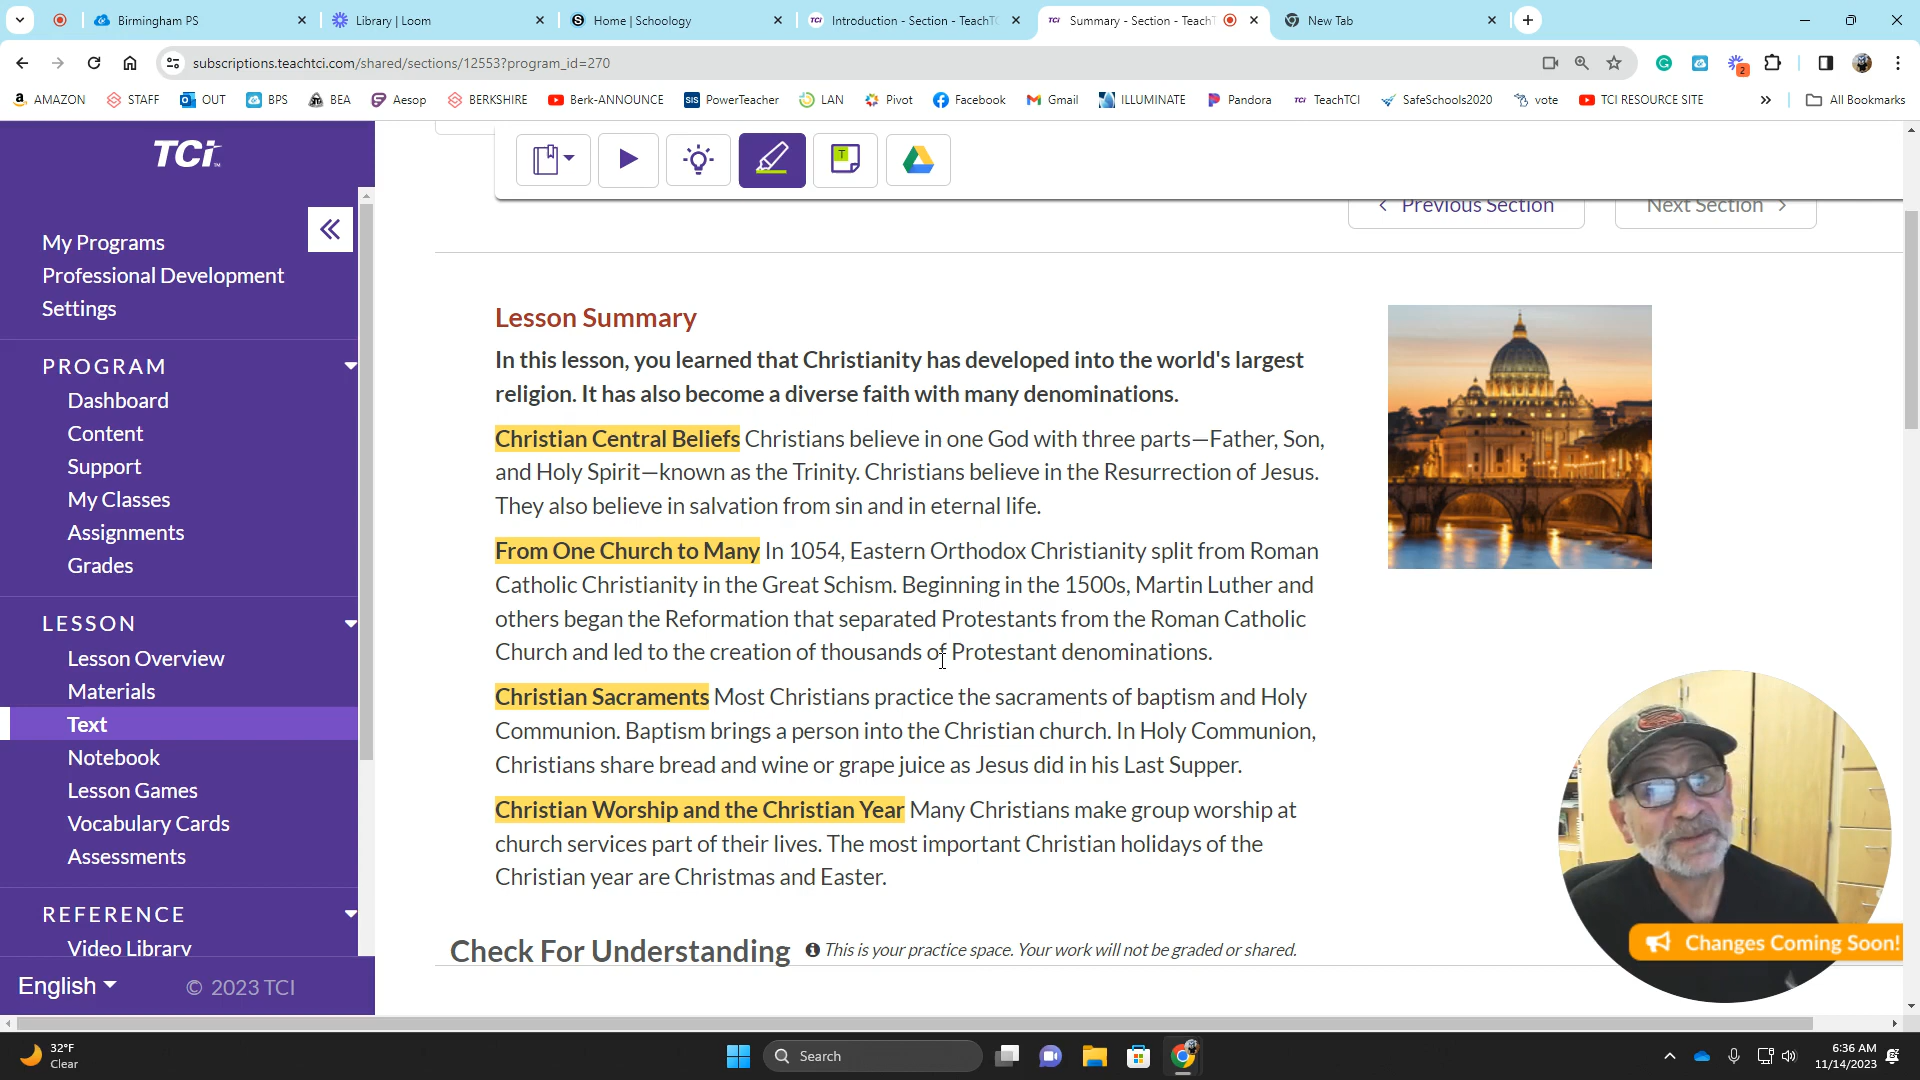 Birmingham PS
Library | Loom
Home | Schoology
Introduction - Section - TeachTC
Summary - Section - TeachT
New Tab
subscriptions.teachtci.com/shared/sections/12553?program_id=270
2
AMAZON
STAFF
OUT
BPS
BEA
Aesop
BERKSHIRE
Berk-ANNOUNCE
SIS PowerTeacher
LAN
Pivot
Facebook
Gmail
ILLUMINATE
Pandora
TCI TeachTCI
SafeSchools2020
vote
TCI RESOURCE SITE
All Bookmarks
TCi
My Programs
Professional Development
Settings
PROGRAM
Dashboard
Content
Support
My Classes
Assignments
Grades
LESSON
Lesson Overview
Materials
Text
Notebook
Lesson Games
Vocabulary Cards
Assessments
REFERENCE
Video Library
English
© 2023 TCI
T
Previous Section
Next Section
Lesson Summary
In this lesson, you learned that Christianity has developed into the world's largest
religion. It has also become a diverse faith with many denominations.
Christian Central Beliefs Christians believe in one God with three parts—Father, Son,
and Holy Spirit—known as the Trinity. Christians believe in the Resurrection of Jesus.
They also believe in salvation from sin and in eternal life.
From One Church to Many In 1054, Eastern Orthodox Christianity split from Roman
Catholic Christianity in the Great Schism. Beginning in the 1500s, Martin Luther and
others began the Reformation that separated Protestants from the Roman Catholic
Church and led to the creation of thousands of Protestant denominations.
Christian Sacraments Most Christians practice the sacraments of baptism and Holy
Communion. Baptism brings a person into the Christian church. In Holy Communion,
Christians share bread and wine or grape juice as Jesus did in his Last Supper.
Christian Worship and the Christian Year Many Christians make group worship at
church services part of their lives. The most important Christian holidays of the
Christian year are Christmas and Easter.
Check For Understanding This is your practice space. Your work will not be graded or shared.
Changes Coming Soon!
32°F
Clear
Search
6:36 AM
11/14/2023